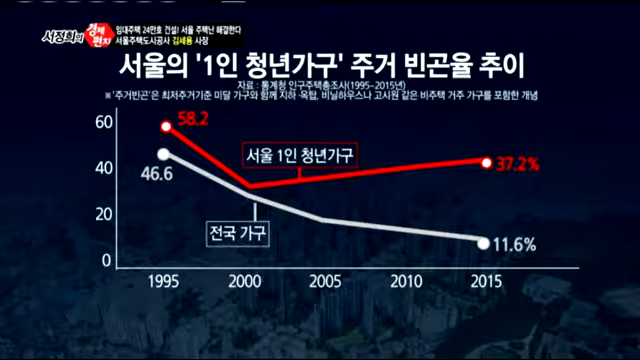 서정희의 경제펀치
임대주택 24만호 건설! 서울 주택난 해결한다
서울주택도시공사 김세용 사장
서울의 '1인 청년가구' 주거 빈곤율 추이
자료 : 통계청 인구주택총조사(1995~2015년)
※ '주거빈곤'은 최저주거기준 미달 가구와 함께 지하·옥탑, 비닐하우스나 고시원 같은 비주택 거주 가구를 포함한 개념
60
58.2
서울 1인 청년가구
40
46.6
37.2%
20
전국 가구
11.6%
0
1995 2000 2005 2010 2015